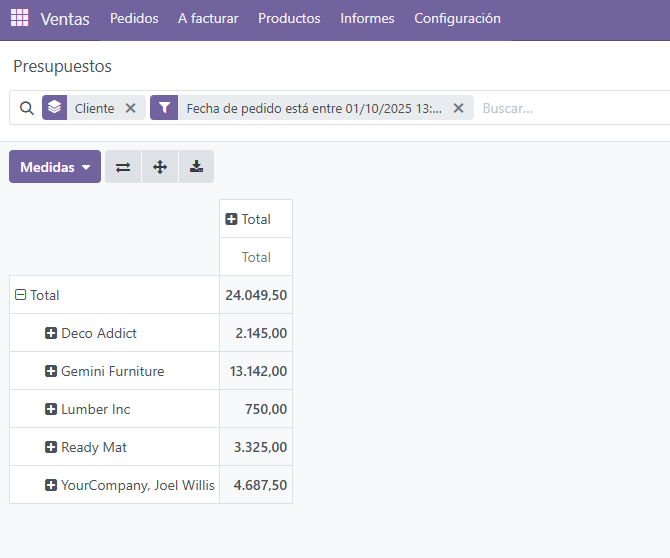 Ventas Pedidos A facturar Productos Informes Configuración
Presupuestos
Cliente Fecha de pedido está entre 01/10/2025 13:... Buscar...
Medidas
Total
Total
Total 24.049,50
Deco Addict 2.145,00
Gemini Furniture 13.142,00
Lumber Inc 750,00
Ready Mat 3.325,00
YourCompany, Joel Willis 4.687,50